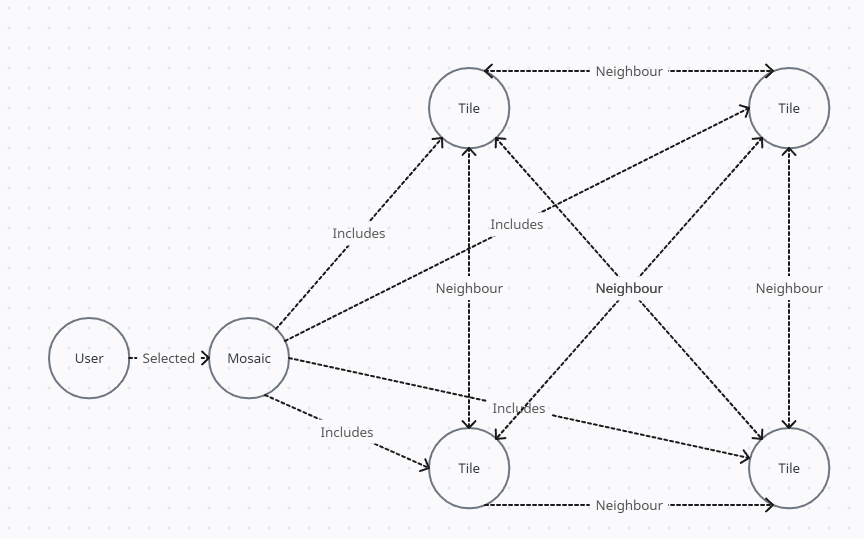 Neighbour
Tile
Tile
Includes
Includes
Neighbour
Neighbour
Neighbour
User
Selected
Mosaic
Includes
Includes
Tile
Tile
Neighbour